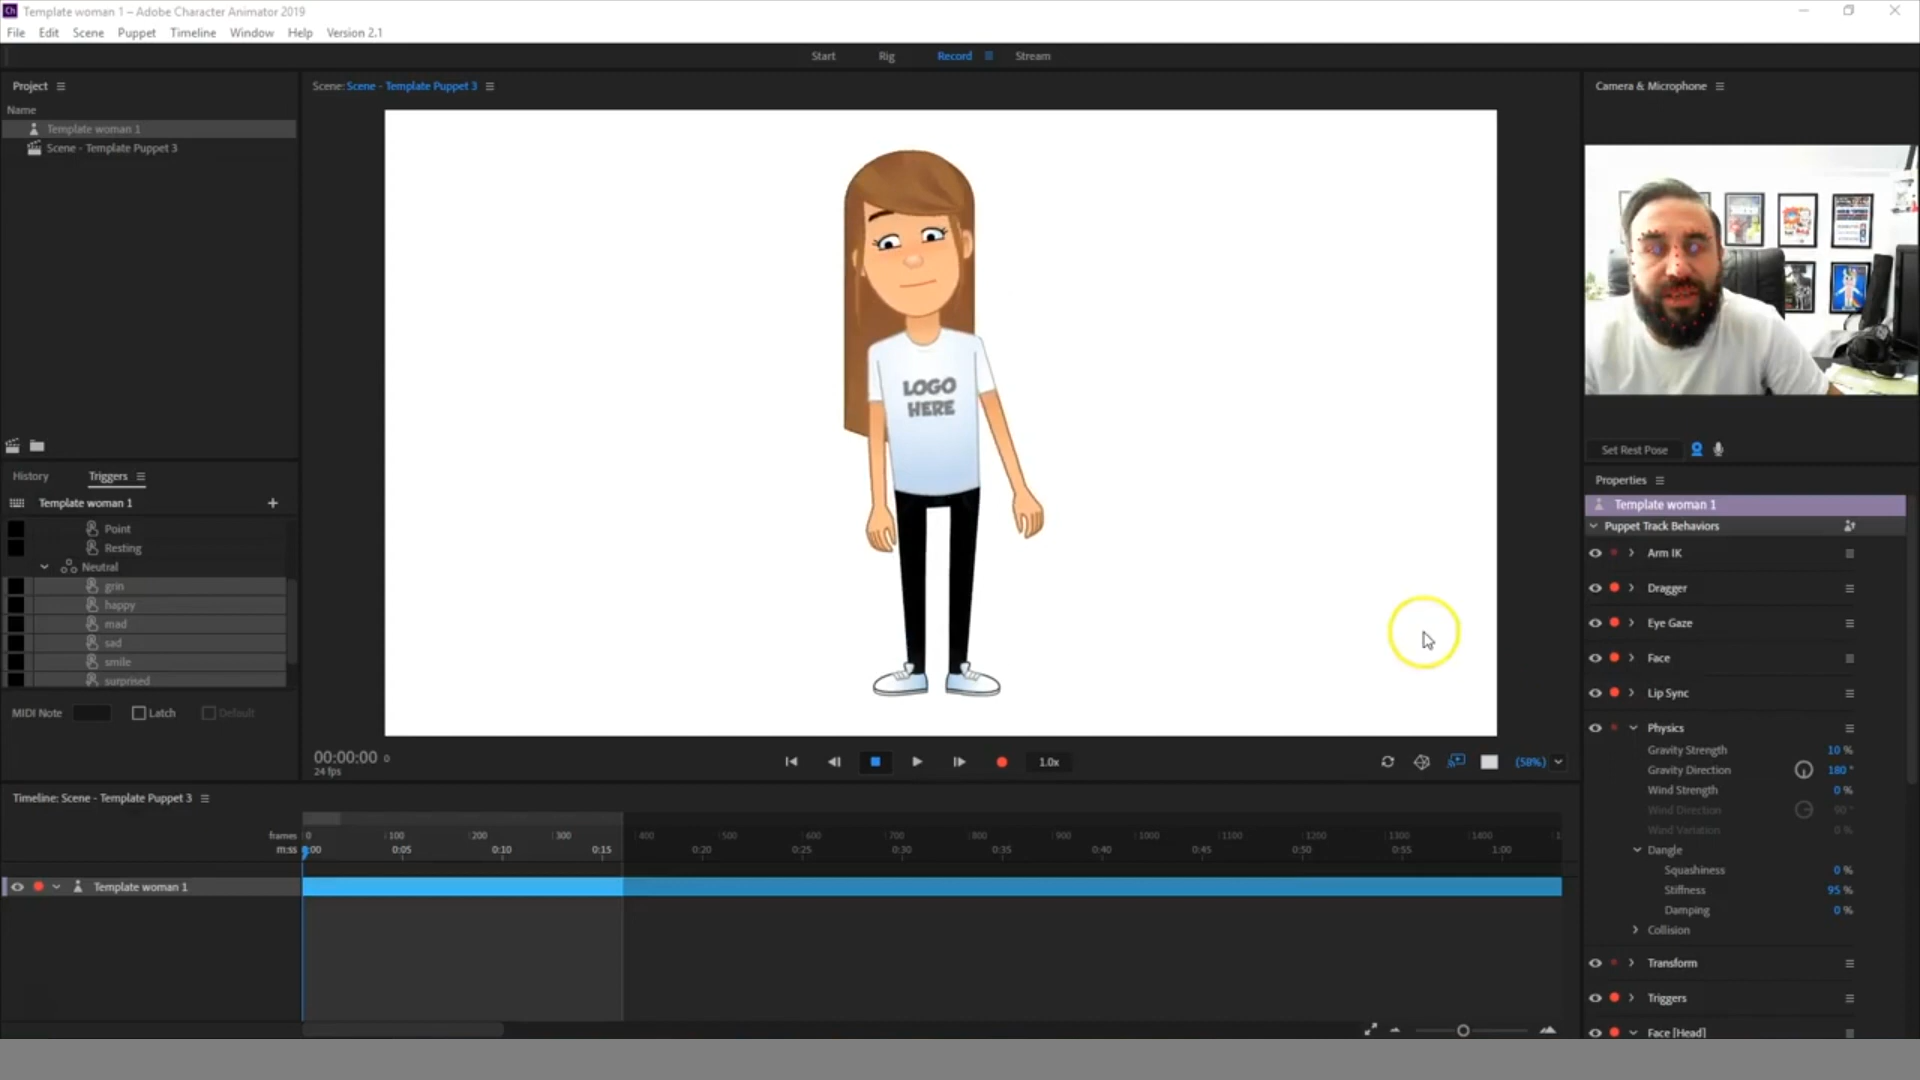 Template woman 1 – Adobe Character Animator 2019
File Edit Scene Puppet Timeline Window Help Version 2.1
Start Rig Record Stream
Project
Name
Template woman 1
Scene - Template Puppet 3
History Triggers
Template woman 1
Point
Resting
Neutral
grin
happy
mad
sad
smile
surprised
MIDI Note Latch Default
Scene: Scene - Template Puppet 3
LOGO
HERE
00:00:00 0
24 fps
1.0x
(58%)
Camera & Microphone
Set Rest Pose
Properties
Template woman 1
Puppet Track Behaviors
Arm IK
Dragger
Eye Gaze
Face
Lip Sync
Physics
Gravity Strength 10 %
Gravity Direction 180 °
Wind Strength 0 %
Wind Direction 90 °
Wind Variation 0 %
Dangle
Squashiness 0 %
Stiffness 95 %
Damping 0 %
Collision
Transform
Triggers
Face [Head]
Timeline: Scene - Template Puppet 3
frames 0 100 200 300 400 500 600 700 800 900 1000 1100 1200 1300 1400
m:ss 0:00 0:05 0:10 0:15 0:20 0:25 0:30 0:35 0:40 0:45 0:50 0:55 1:00
Template woman 1